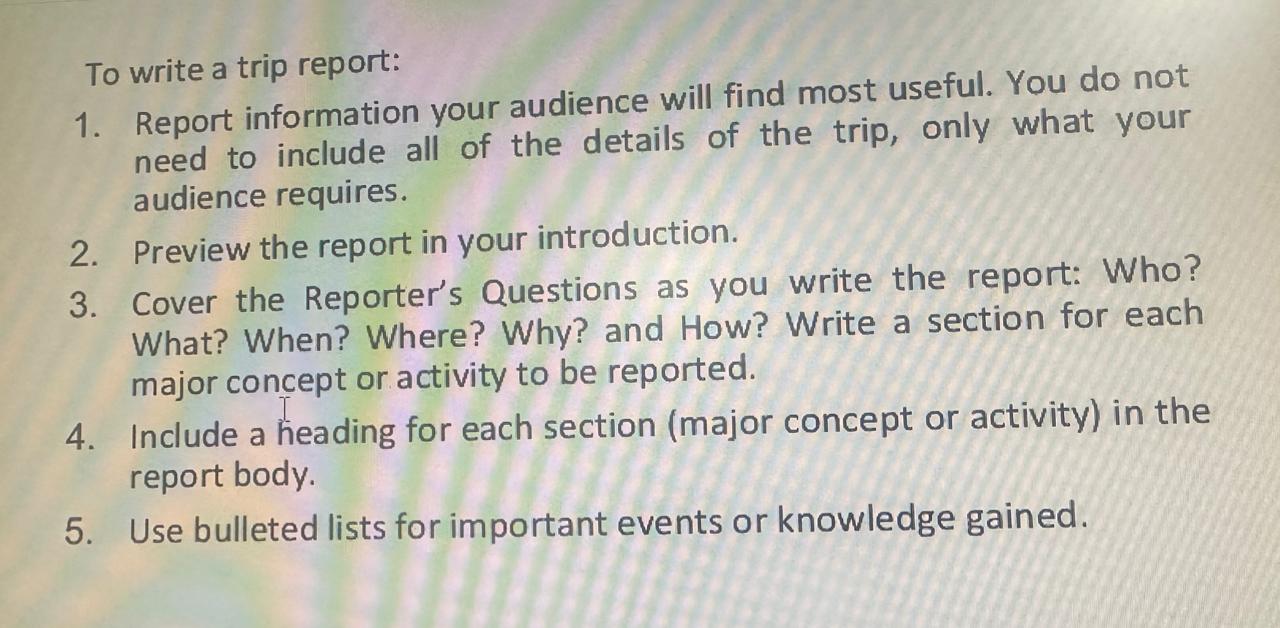 To write a trip report:
1. Report information your audience will find most useful. You do not
need to include all of the details of the trip, only what your
audience requires.
2. Preview the report in your introduction.
3. Cover the Reporter's Questions as you write the report: Who?
What? When? Where? Why? and How? Write a section for each
major concept or activity to be reported.
4. Include a heading for each section (major concept or activity) in the
report body.
5. Use bulleted lists for important events or knowledge gained.